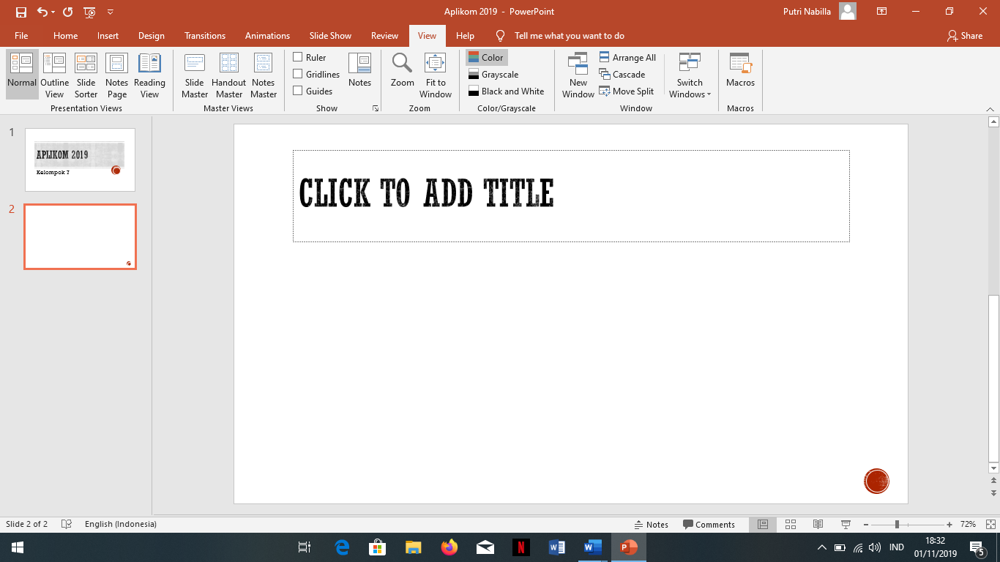 Aplikom 2019 - PowerPoint
Putri Nabilla
File Home Insert Design Transitions Animations Slide Show Review View Help Tell me what you want to do Share
Normal
Outline View
Slide Sorter
Notes Page
Reading View
Presentation Views
Slide Master
Handout Master
Notes Master
Master Views
Ruler
Gridlines
Guides
Notes
Show
Zoom
Fit to Window
Zoom
Color
Grayscale
Black and White
Color/Grayscale
New Window
Arrange All
Cascade
Move Split
Switch Windows
Window
Macros
Macros
1
APLIKOM 2019
Kelompok 7
2
CLICK TO ADD TITLE
Slide 2 of 2 English (Indonesia) Notes Comments 72%
IND
18:32
01/11/2019
5